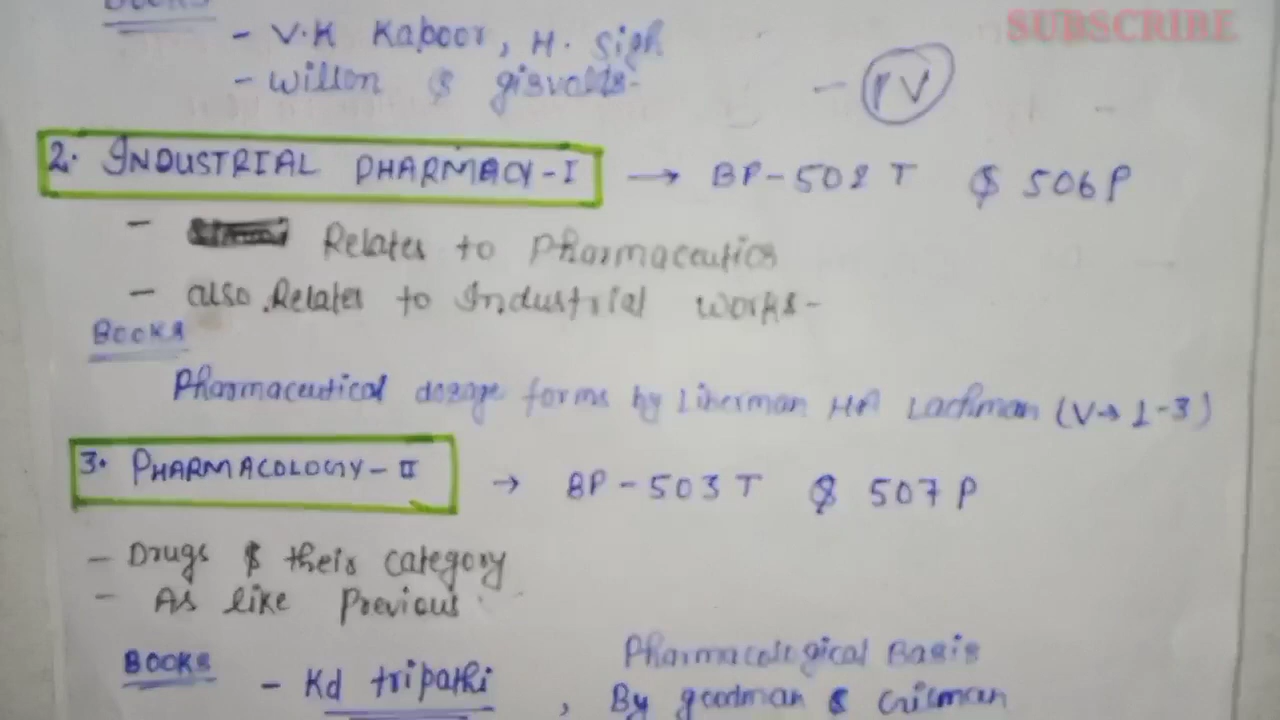 Books
SUBSCRIBE
- V.K Kapoor, H. Sigh
- Willson & gisvolds-
- IV
2. INDUSTRIAL PHARMACY-I → BP-502 T & 506P
- Relates to Pharmaceutics
- also Relates to Industrial works-
BOOKS
Pharmaceutical dosage forms by Liberman HA Lachman (V→ 1-3)
3. PHARMACOLOGY-II → BP-503 T & 507 P
- Drugs & their category
- As like Previous
BOOKS
- Kd tripathi , Pharmacological Basis
By goodman &